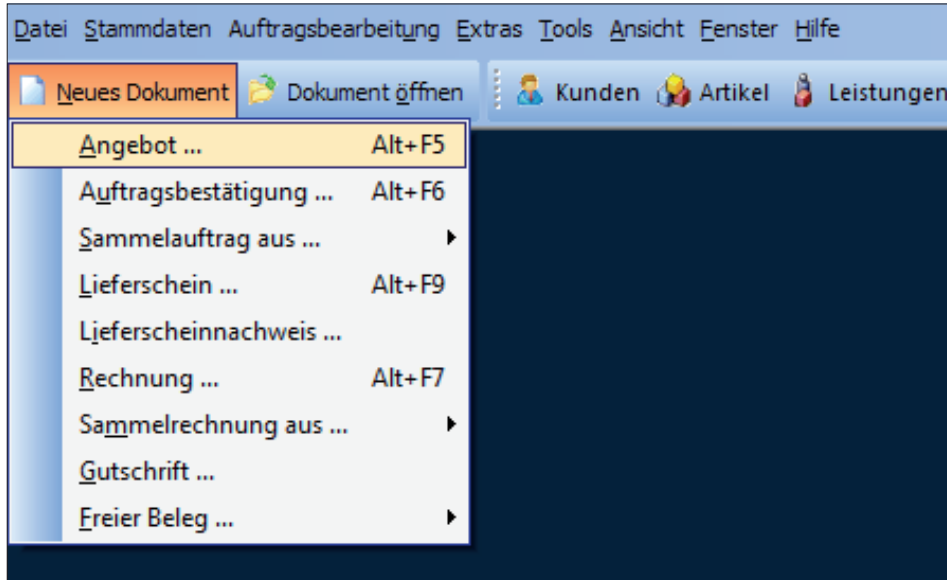 Datei Stammdaten Auftragsbearbeitung Extras Tools Ansicht Fenster Hilfe
Neues Dokument Dokument öffnen Kunden Artikel Leistungen
Angebot ... Alt+F5
Auftragsbestätigung ... Alt+F6
Sammelauftrag aus ...
Lieferschein ... Alt+F9
Lieferscheinnachweis ...
Rechnung ... Alt+F7
Sammelrechnung aus ...
Gutschrift ...
Freier Beleg ...